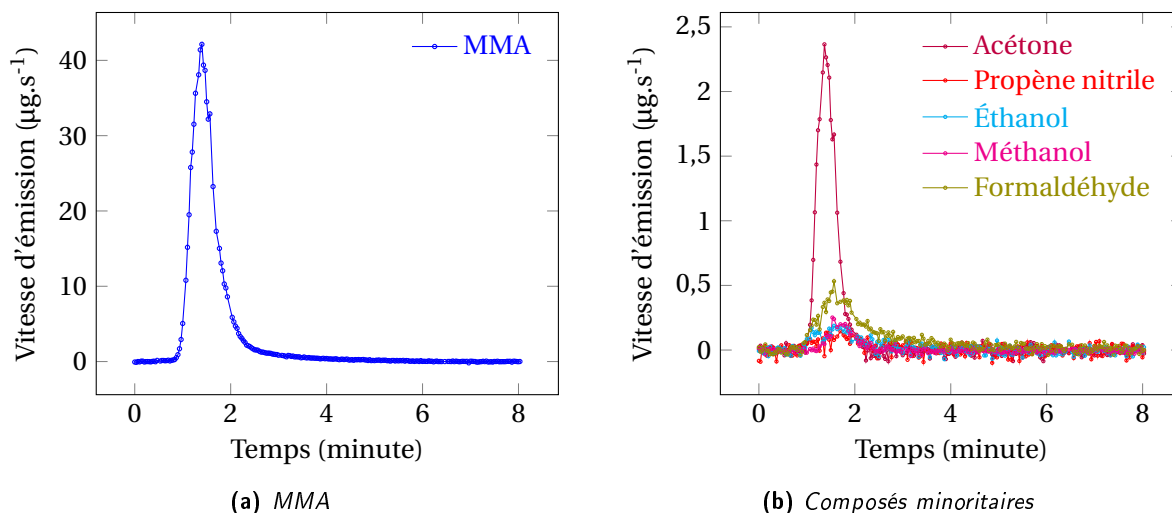 Vitesse d'émission (µg.s⁻¹)
40
30
20
10
0
MMA
0 2 4 6 8
Temps (minute)
(a) MMA
Vitesse d'émission (µg.s⁻¹)
2,5
2
1,5
1
0,5
0
Acétone
Propène nitrile
Éthanol
Méthanol
Formaldéhyde
0 2 4 6 8
Temps (minute)
(b) Composés minoritaires